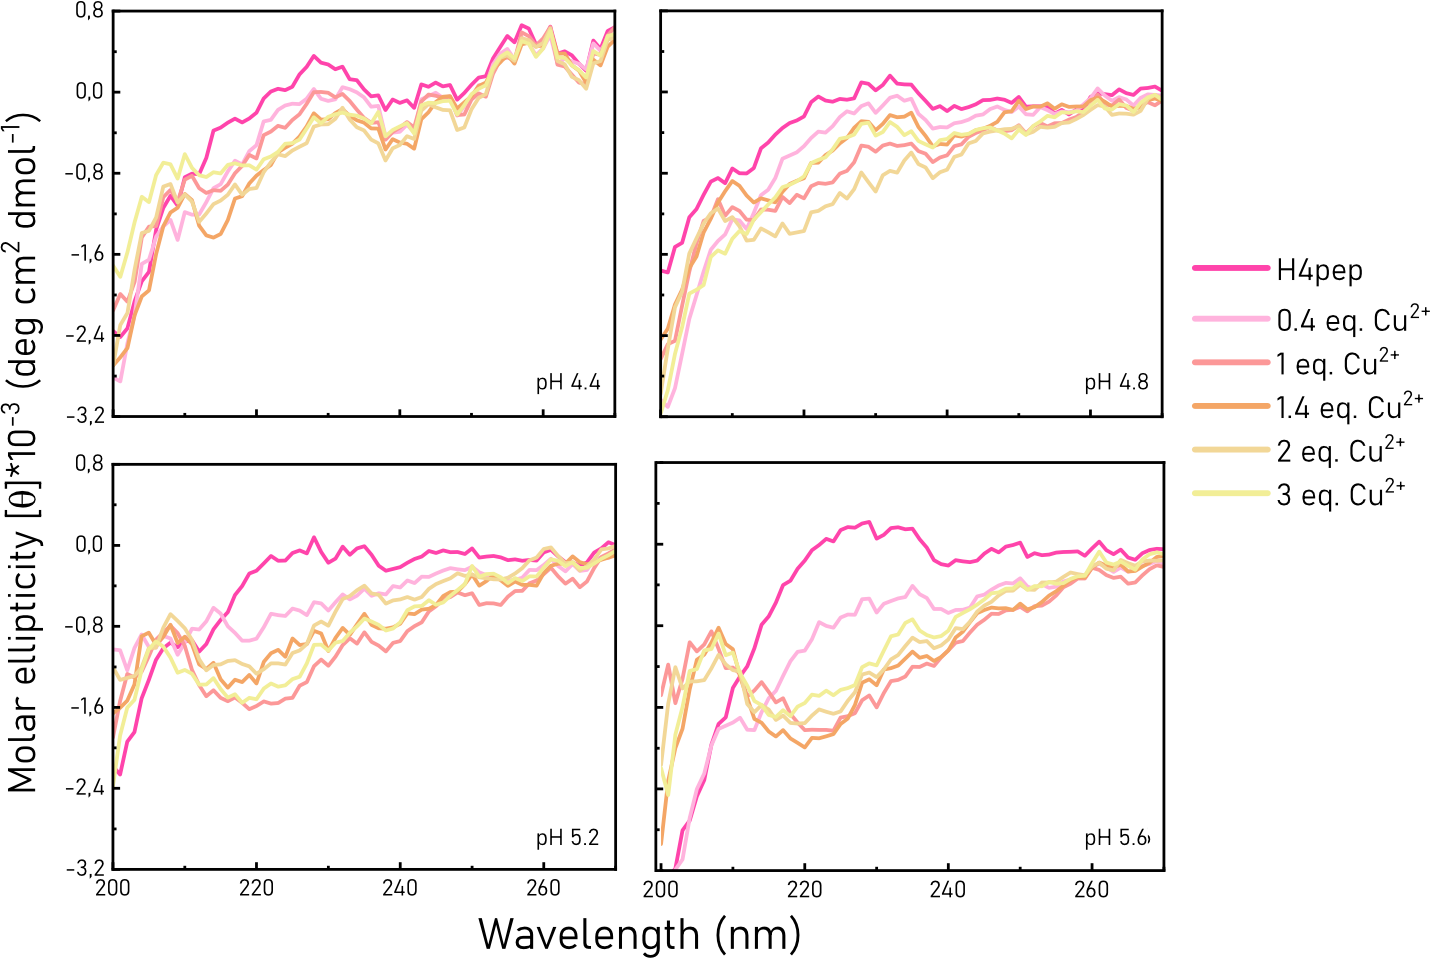 Molar ellipticity [θ]*10⁻³ (deg cm² dmol⁻¹)
0,8
0,0
−0,8
−1,6
−2,4
−3,2
pH 4.4
pH 4.8
H4pep
0.4 eq. Cu²⁺
1 eq. Cu²⁺
1.4 eq. Cu²⁺
2 eq. Cu²⁺
3 eq. Cu²⁺
0,8
0,0
−0,8
−1,6
−2,4
−3,2
pH 5.2
pH 5.6
200 220 240 260
200 220 240 260
Wavelength (nm)